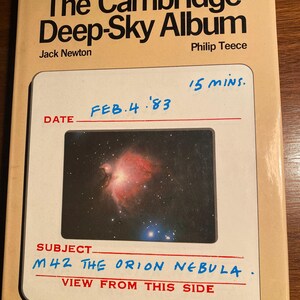 The Cambridge
Deep-Sky Album
Jack Newton Philip Teece
15 MINS.
DATE FEB. 4. '83
SUBJECT
M42 THE ORION NEBULA.
VIEW FROM THIS SIDE